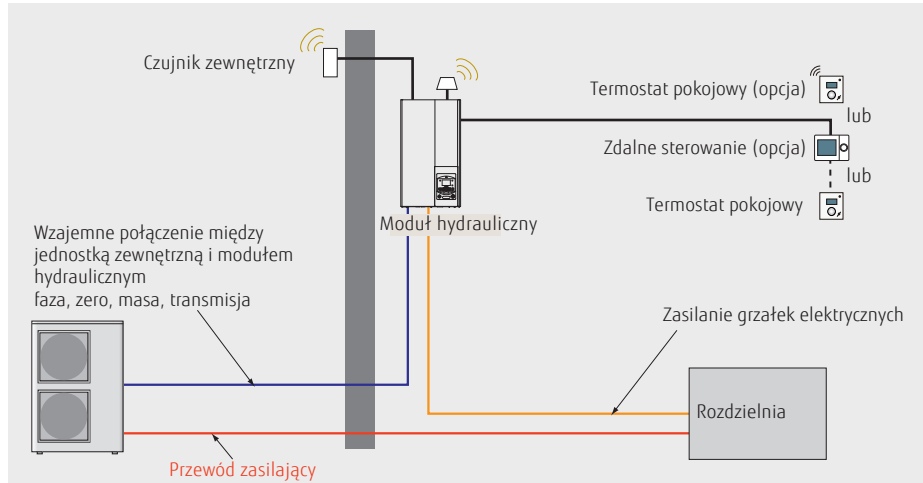 Czujnik zewnętrzny
Termostat pokojowy (opcja)
lub
Zdalne sterowanie (opcja)
lub
Termostat pokojowy
Moduł hydrauliczny
Wzajemne połączenie między
jednostką zewnętrzną i modułem
hydraulicznym
faza, zero, masa, transmisja
Zasilanie grzałek elektrycznych
Rozdzielnia
Przewód zasilający